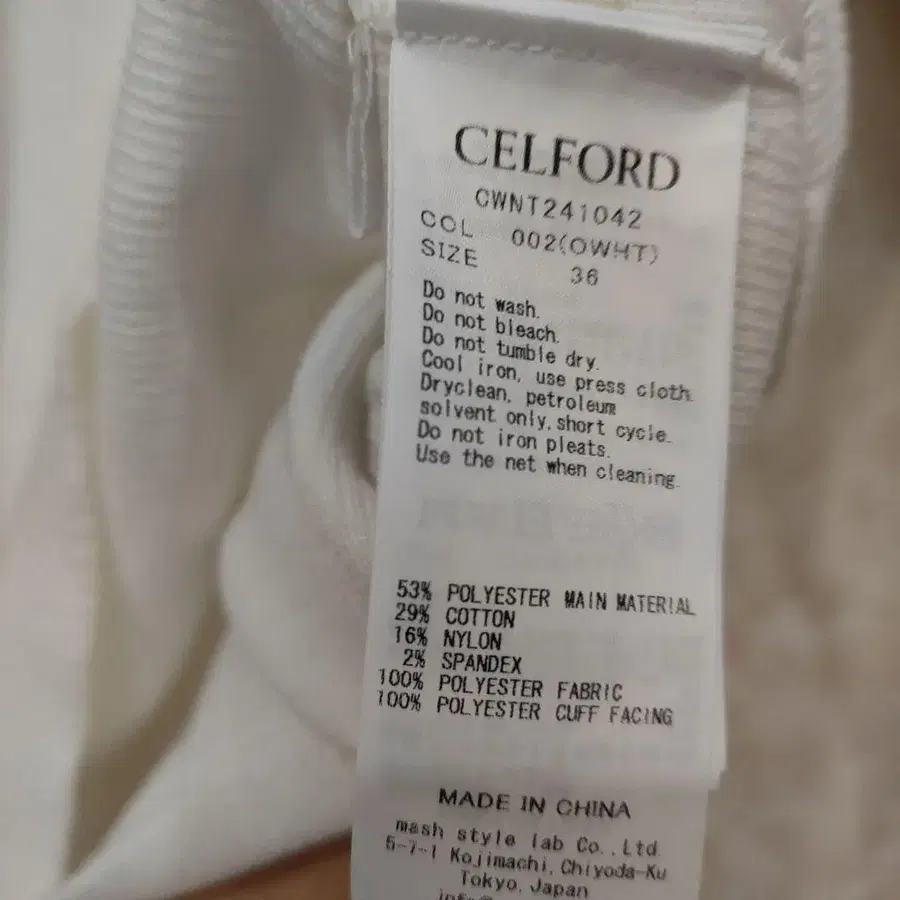 CELFORD
CWNT241042
COL 002(OWHT)
SIZE 36
Do not wash.
Do not bleach.
Do not tumble dry.
Cool iron, use press cloth.
Dryclean, petroleum
solvent only,short cycle.
Do not iron pleats.
Use the net when cleaning.
53% POLYESTER MAIN MATERIAL
29% COTTON
16% NYLON
2% SPANDEX
100% POLYESTER FABRIC
100% POLYESTER CUFF FACING
MADE IN CHINA
mash style lab Co.,Ltd.
5-7-1 Kojimachi,Chiyoda-Ku
Tokyo,Japan